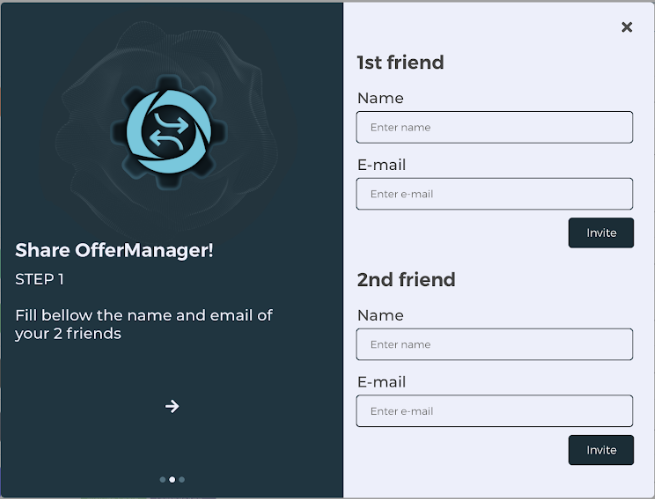 Share OfferManager!
STEP 1
Fill bellow the name and email of
your 2 friends
1st friend
Name
Enter name
E-mail
Enter e-mail
Invite
2nd friend
Name
Enter name
E-mail
Enter e-mail
Invite